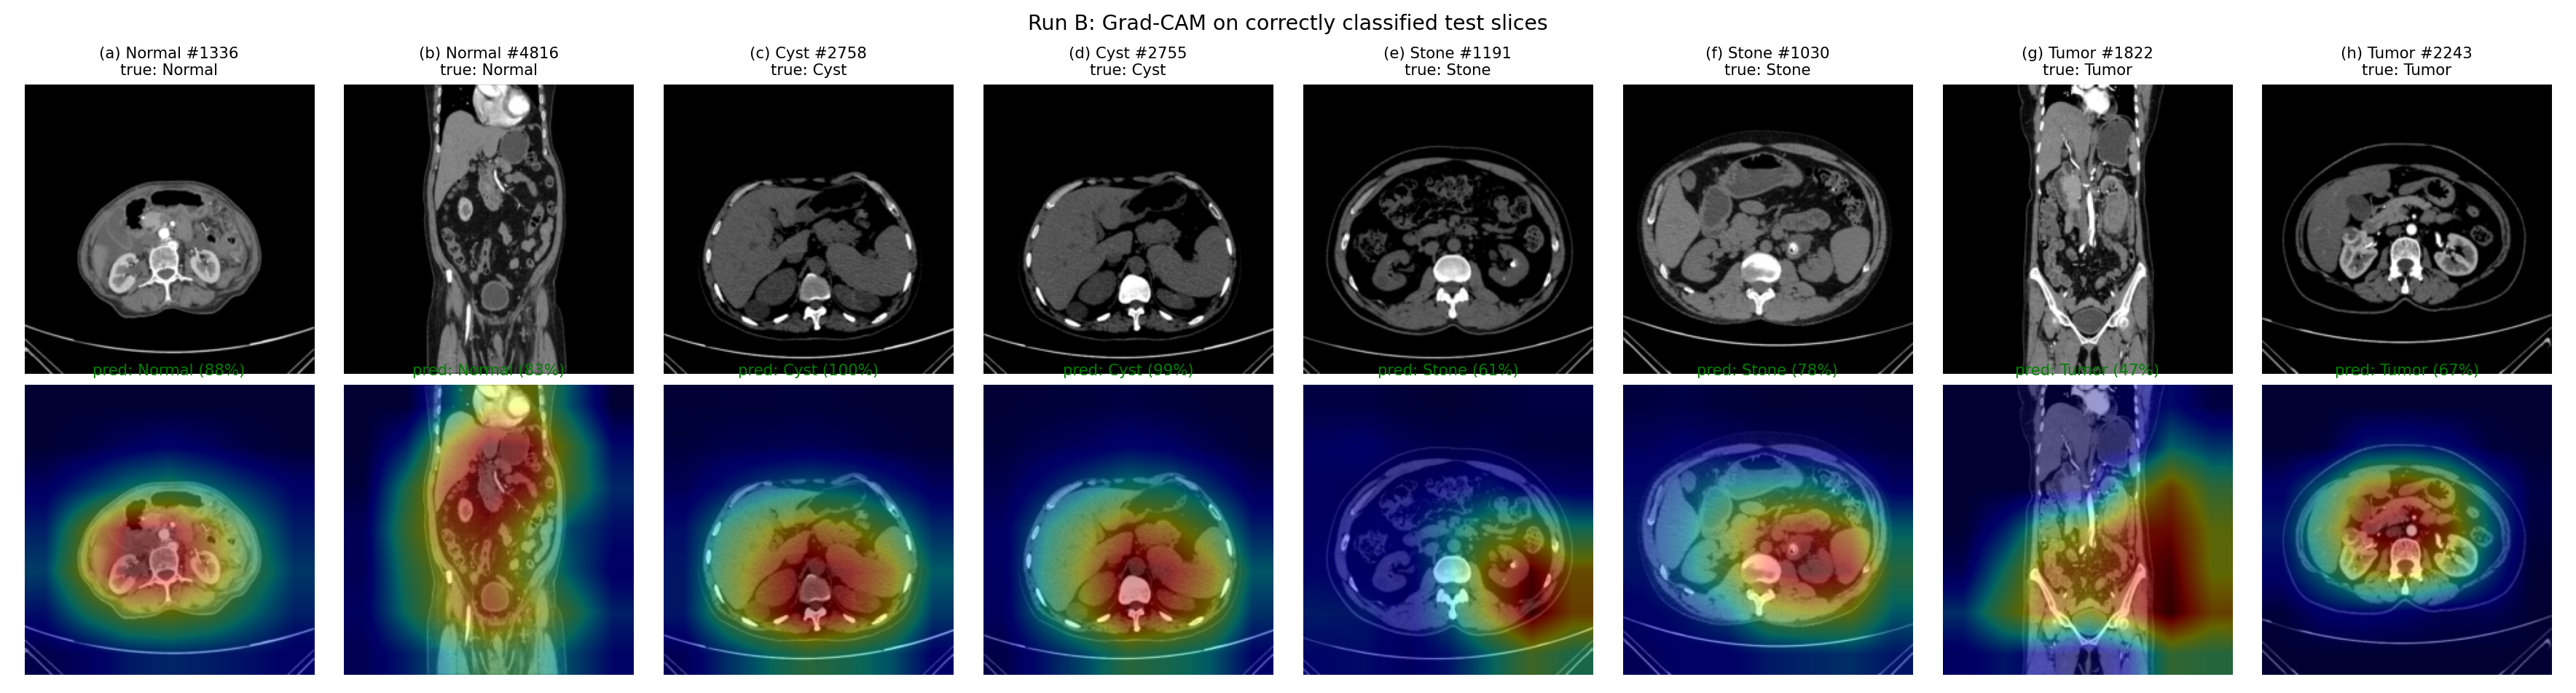 Run B: Grad-CAM on correctly classified test slices
(a) Normal #1336
true: Normal
(b) Normal #4816
true: Normal
(c) Cyst #2758
true: Cyst
(d) Cyst #2755
true: Cyst
(e) Stone #1191
true: Stone
(f) Stone #1030
true: Stone
(g) Tumor #1822
true: Tumor
(h) Tumor #2243
true: Tumor
pred: Normal (88%)
pred: Normal (83%)
pred: Cyst (100%)
pred: Cyst (99%)
pred: Stone (61%)
pred: Stone (78%)
pred: Tumor (47%)
pred: Tumor (67%)